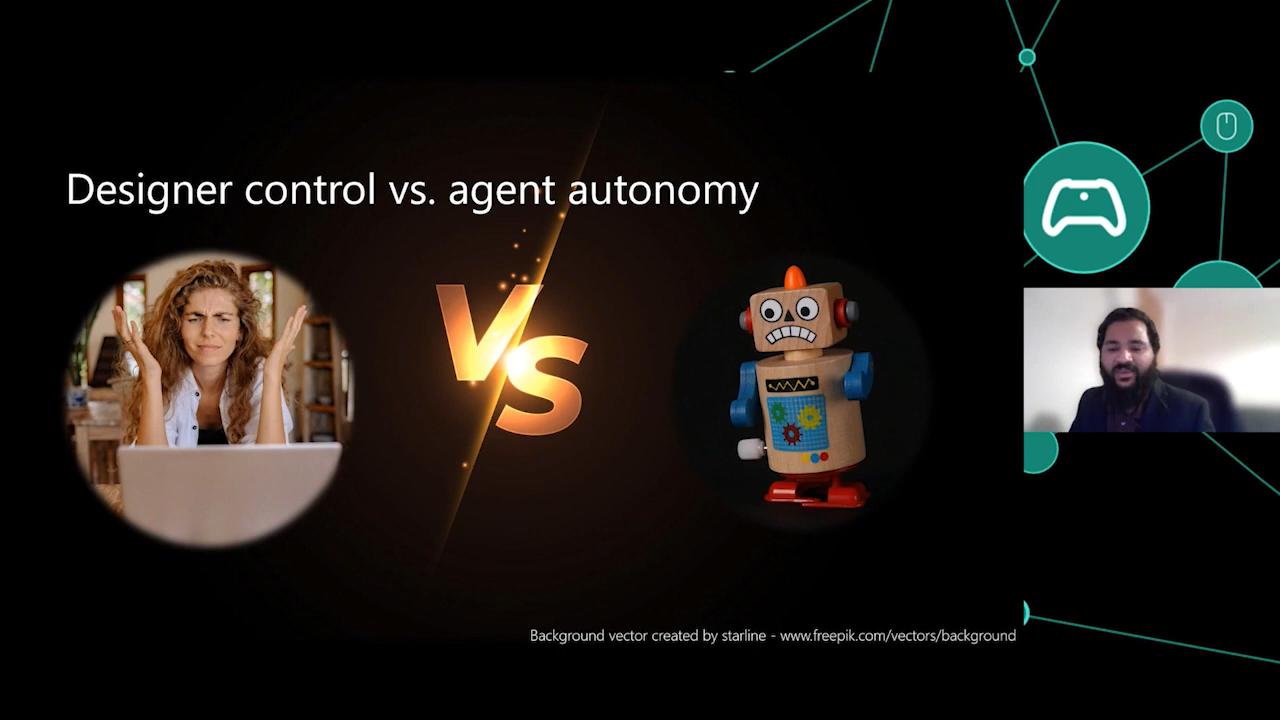 Designer control vs. agent autonomy
VS
Background vector created by starline - www.freepik.com/vectors/background